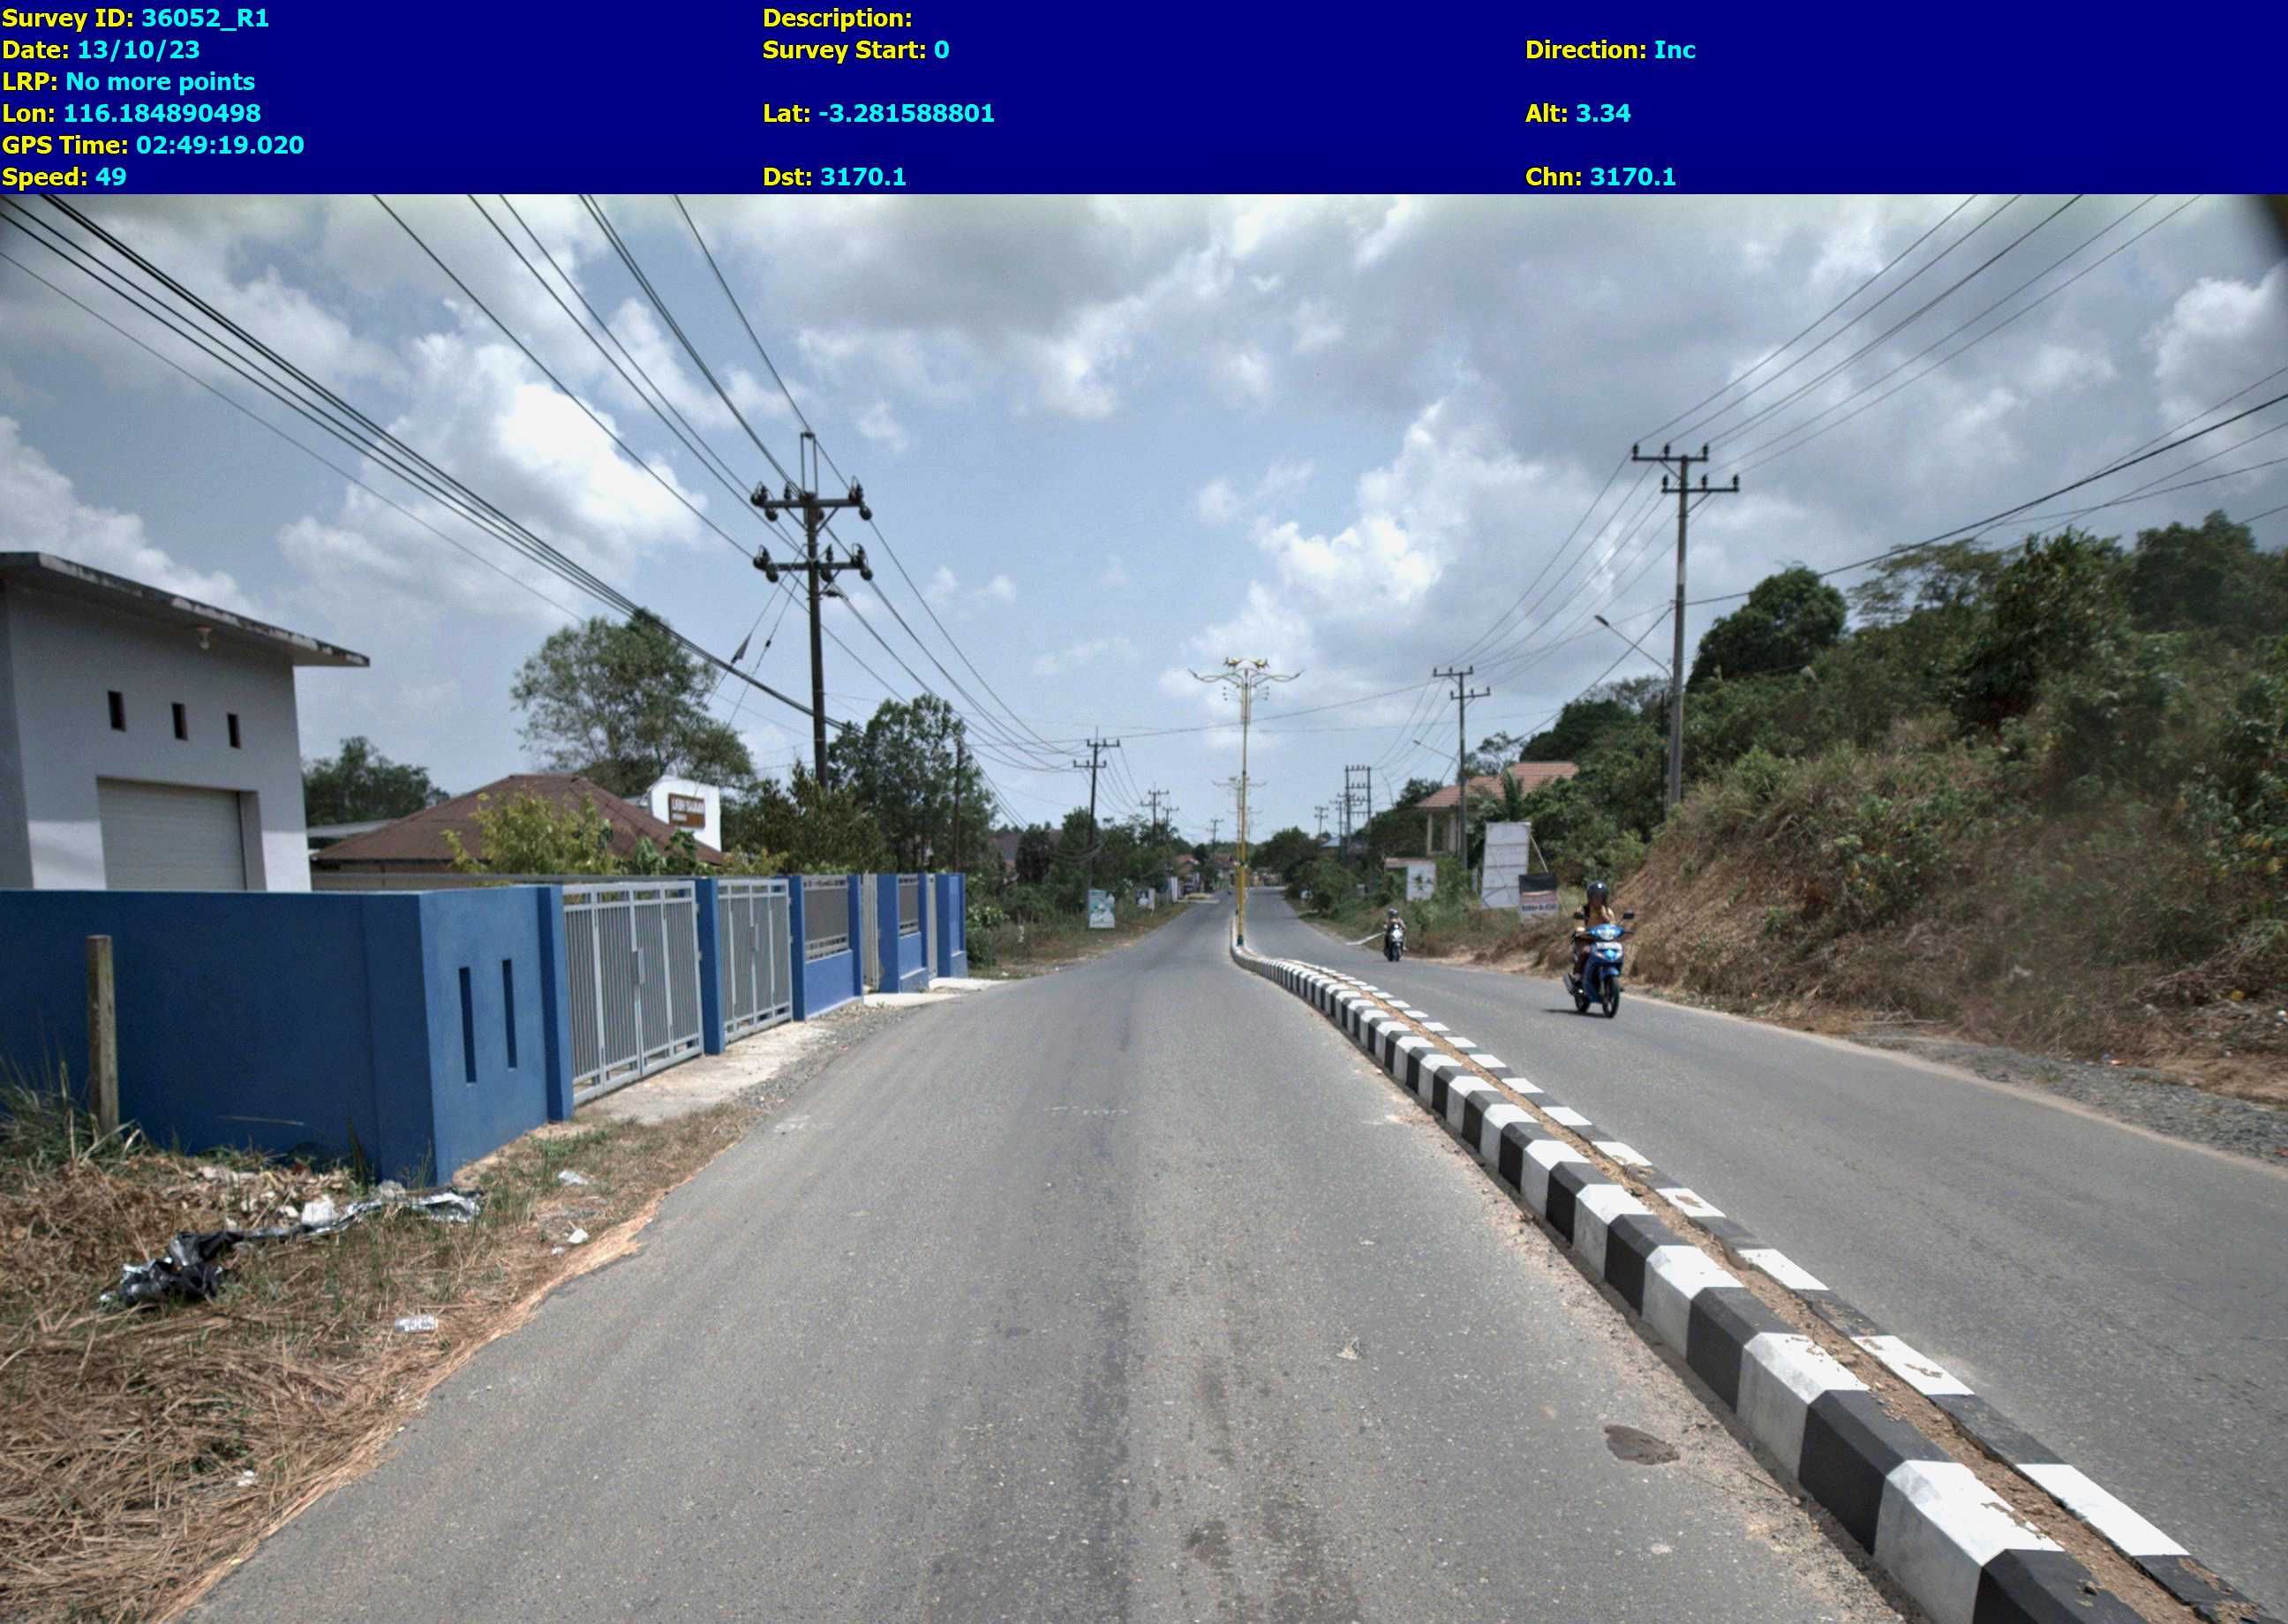 Survey ID: 36052_R1
Description:
Date: 13/10/23
Survey Start: 0
Direction: Inc
LRP: No more points
Lon: 116.184890498
Lat: -3.281588801
Alt: 3.34
GPS Time: 02:49:19.020
Speed: 49
Dst: 3170.1
Chn: 3170.1